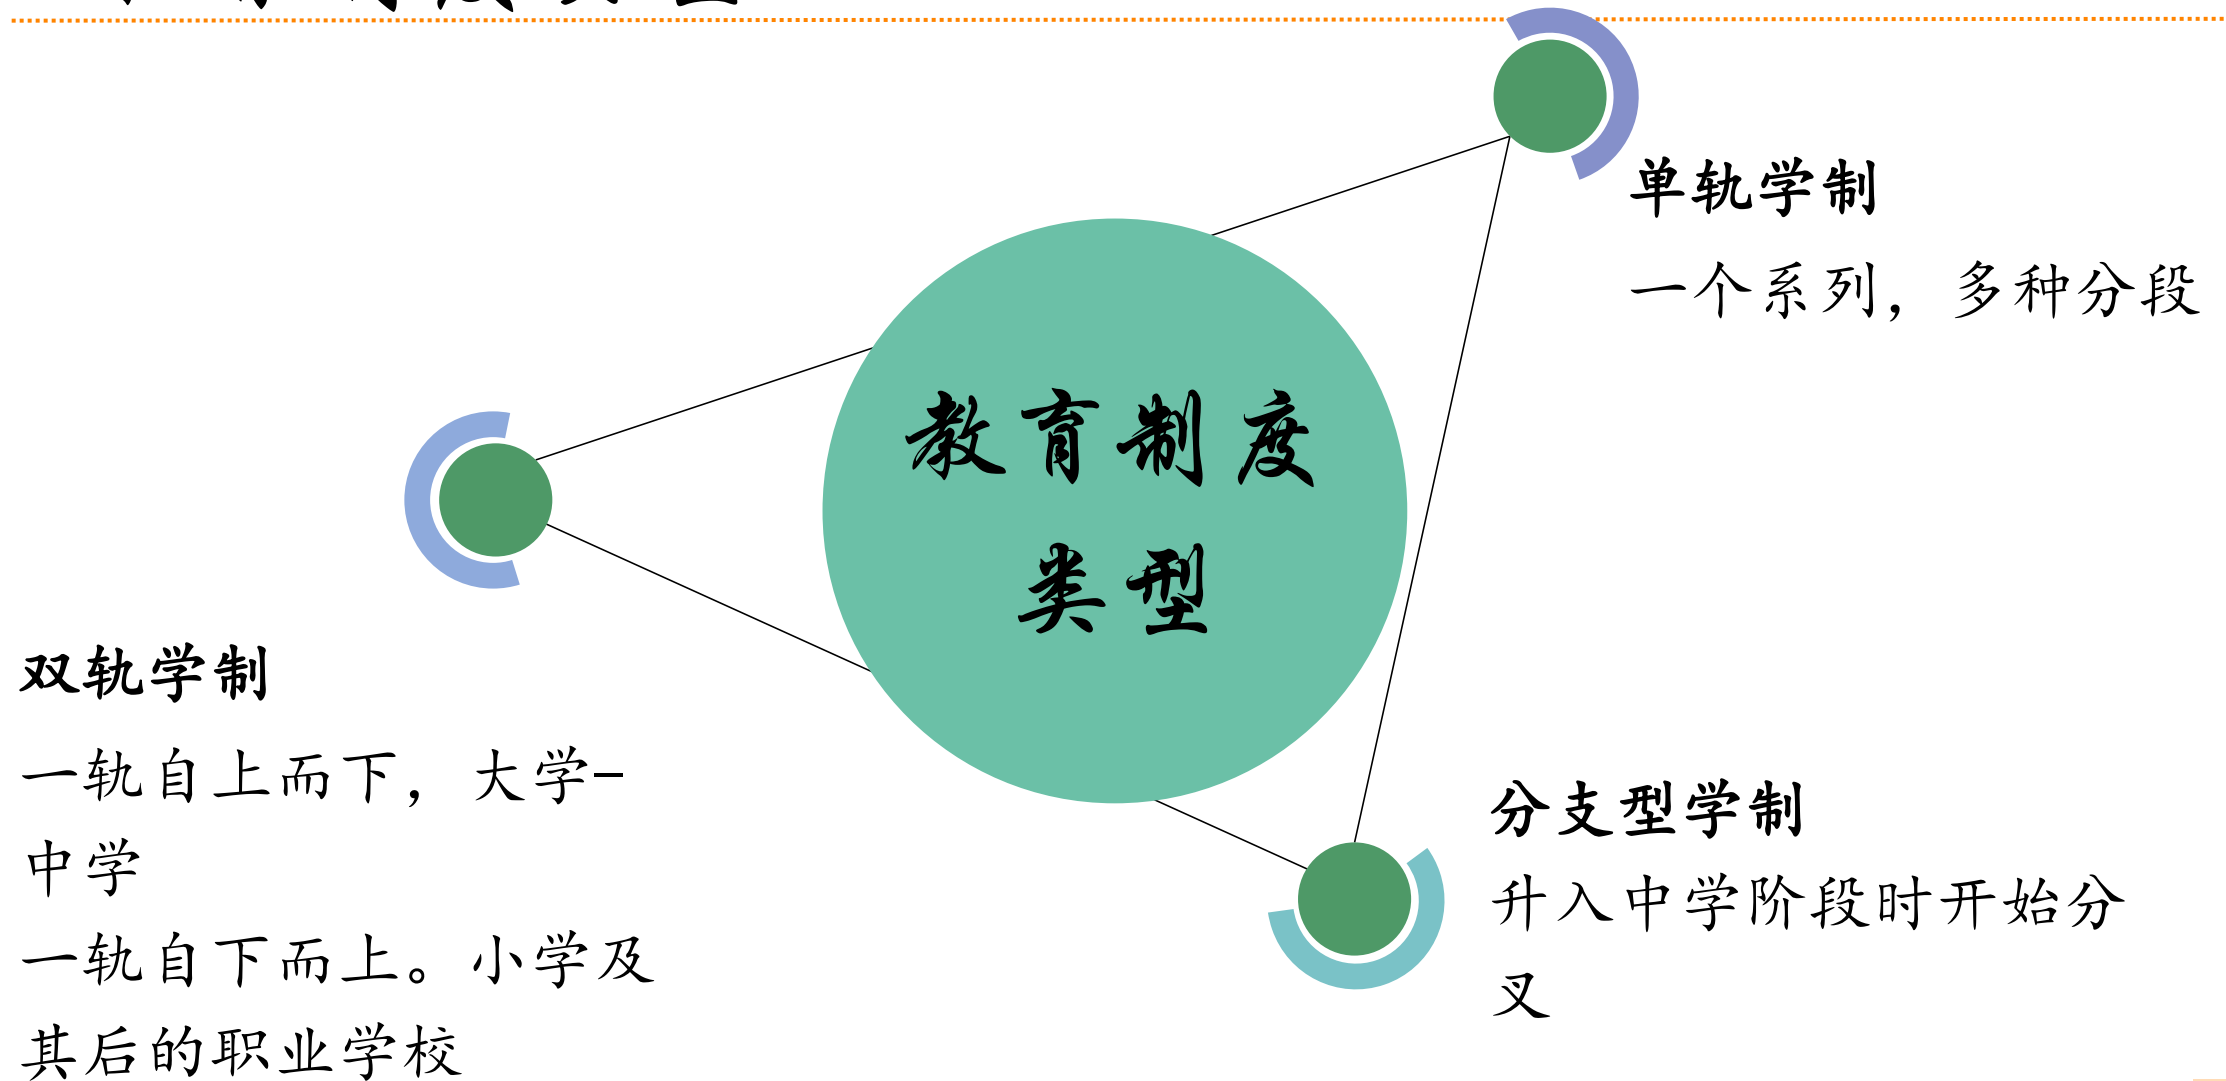 教育制度
类型
单轨学制
一个系列，多种分段
双轨学制
一轨自上而下，大学-
中学
一轨自下而上。小学及
其后的职业学校
分支型学制
升入中学阶段时开始分
叉